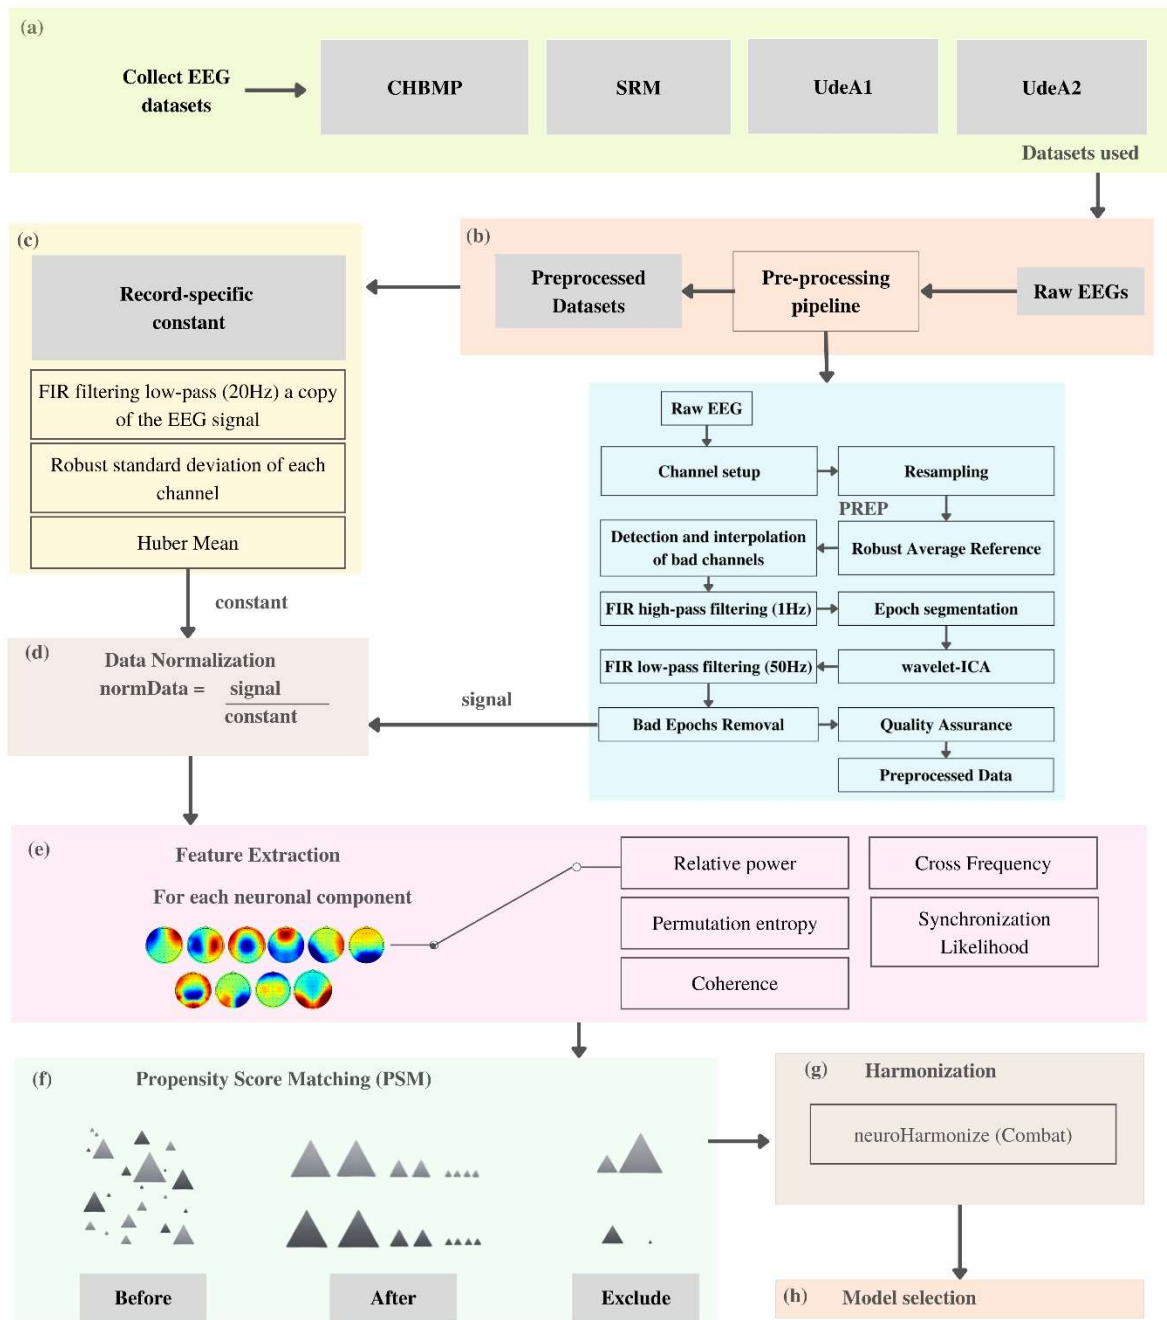 (a)
Collect EEG
datasets
CHBMP
SRM
UdeA1
UdeA2
Datasets used
(b)
Preprocessed
Datasets
Pre-processing
pipeline
Raw EEGs
(c)
Record-specific
constant
FIR filtering low-pass (20Hz) a copy
of the EEG signal
Robust standard deviation of each
channel
Huber Mean
constant
Raw EEG
Channel setup
Resampling
PREP
Detection and interpolation
of bad channels
Robust Average Reference
FIR high-pass filtering (1Hz)
Epoch segmentation
FIR low-pass filtering (50Hz)
wavelet-ICA
Bad Epochs Removal
Quality Assurance
Preprocessed Data
signal
(d)
Data Normalization
normData = signal
constant
(e)
Feature Extraction
For each neuronal component
Relative power
Cross Frequency
Permutation entropy
Synchronization
Likelihood
Coherence
(f)
Propensity Score Matching (PSM)
Before
After
Exclude
(g)
Harmonization
neuroHarmonize (Combat)
(h)
Model selection